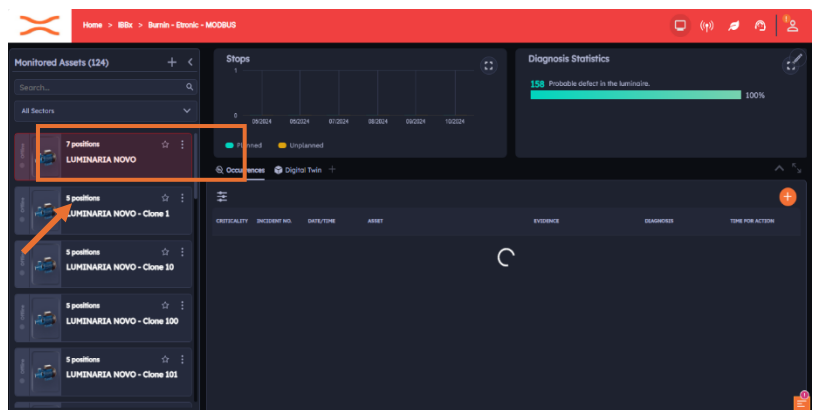 Home > IBBx > Burnin - Etronic - MODBUS
Monitored Assets (124)
Search...
All Sectors
7 positions
LUMINARIA NOVO
5 positions
LUMINARIA NOVO - Clone 1
5 positions
LUMINARIA NOVO - Clone 10
5 positions
LUMINARIA NOVO - Clone 100
5 positions
LUMINARIA NOVO - Clone 101
Stops
1
0
05/2024 06/2024 07/2024 08/2024 09/2024 10/2024
Planned Unplanned
Diagnosis Statistics
158 Probable defect in the luminaire.
100%
Occurrences Digital Twin
CRITICALITY INCIDENT NO. DATE/TIME ASSET EVIDENCE DIAGNOSIS TIME FOR ACTION